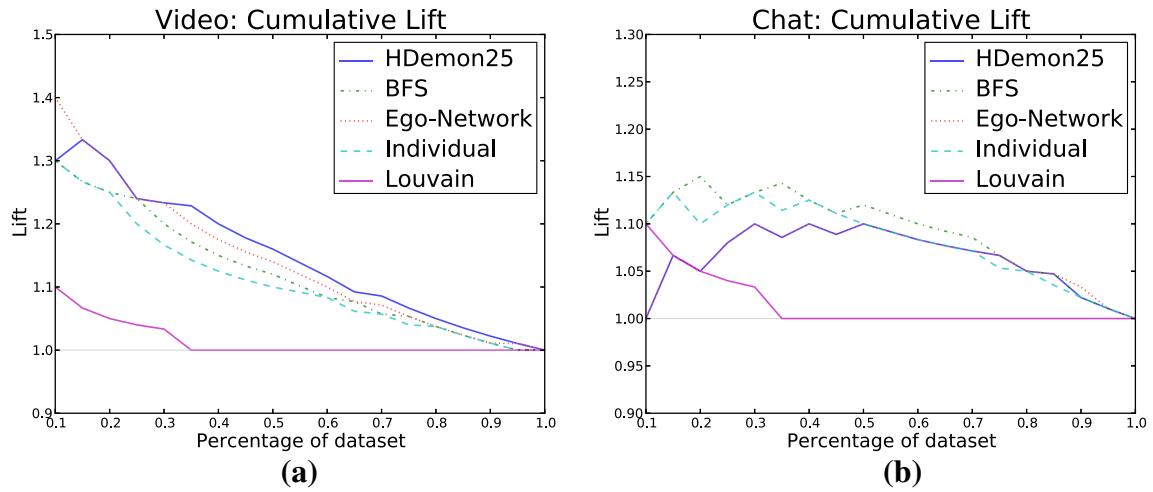 Video: Cumulative Lift
1.5
1.4
1.3
1.2
1.1
1.0
0.9
Lift
HDemon25
BFS
Ego-Network
Individual
Louvain
0.1 0.2 0.3 0.4 0.5 0.6 0.7 0.8 0.9 1.0
Percentage of dataset
(a)
Chat: Cumulative Lift
1.30
1.25
1.20
1.15
1.10
1.05
1.00
0.95
0.90
Lift
HDemon25
BFS
Ego-Network
Individual
Louvain
0.1 0.2 0.3 0.4 0.5 0.6 0.7 0.8 0.9 1.0
Percentage of dataset
(b)